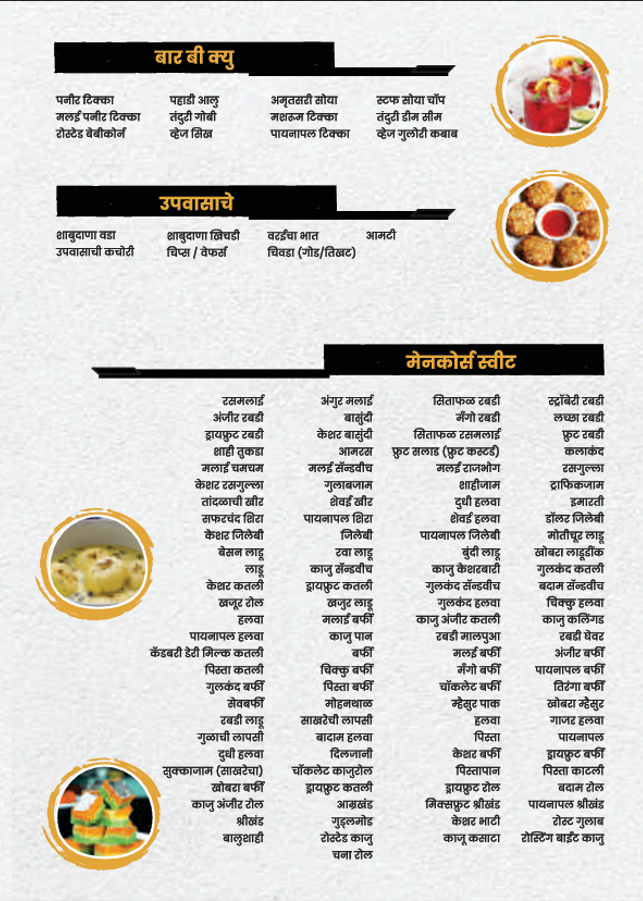 बार बी क्यु
पनीर टिक्का पहाडी आलु अमृतसरी सोया स्टफ सोया चॉप
मलई पनीर टिक्का तंदुरी गोबी मशरूम टिक्का तंदुरी डीम सीम
रोस्टेड बेबीकोर्न व्हेज सिख पायनापल टिक्का व्हेज गुलोरी कबाब
उपवासाचे
शाबुदाणा वडा शाबुदाणा खिचडी वरईचा भात आमटी
उपवासाची कचोरी चिप्स / वेफर्स चिवडा (गोड/तिखट)
मेनकोर्स स्वीट
रसमलाई अंगुर मलाई सिताफळ रबडी स्ट्रॉबेरी रबडी
अंजीर रबडी बासुंदी मँगो रबडी लच्छा रबडी
ड्रायफ्रुट रबडी केशर बासुंदी सिताफळ रसमलाई फ्रुट रबडी
शाही तुकडा आमरस फ्रुट सलाड (फ्रुट कस्टर्ड) कलाकंद
मलाई चमचम मलई सॅन्डवीच मलई राजभोग रसगुल्ला
केशर रसगुल्ला गुलाबजाम शाहीजाम ट्राफिकजाम
तांदळाची खीर शेवई खीर दुधी हलवा इमारती
सफरचंद शिरा पायनापल शिरा शेवई हलवा डॉलर जिलेबी
केशर जिलेबी जिलेबी पायनापल जिलेबी मोतीचूर लाडू
बेसन लाडू रवा लाडू बुंदी लाडू खोबरा लाडूडींक
लाडू काजु सॅन्डवीच काजु केशरबारी गुलकंद कतली
केशर कतली ड्रायफ्रुट कतली गुलकंद सॅन्डवीच बदाम सॅन्डवीच
खजूर रोल खजुर लाडू गुलकंद हलवा चिक्कु हलवा
हलवा मलाई बर्फी काजु अंजीर कतली काजु कलिंगड
पायनापल हलवा काजु पान रबडी मालपुआ रबडी घेवर
कॅडबरी डेरी मिल्क कतली बर्फी मलई बर्फी अंजीर बर्फी
पिस्ता कतली चिक्कु बर्फी मँगो बर्फी पायनापल बर्फी
गुलकंद बर्फी पिस्ता बर्फी चॉकलेट बर्फी तिरंगा बर्फी
सेवबर्फी मोहनथाळ म्हैसुर पाक खोबरा म्हैसुर
रबडी लाडू साखरेची लापसी हलवा गाजर हलवा
गुळाची लापसी बादाम हलवा पिस्ता पायनापल
दुधी हलवा दिलजानी केशर बर्फी ड्रायफ्रुट बर्फी
सुक्काजाम (साखरेचा) चॉकलेट काजुरोल पिस्तापान पिस्ता काटली
खोबरा बर्फी ड्रायफ्रुट कतली ड्रायफ्रुट रोल बदाम रोल
काजु अंजीर रोल आम्रखंड मिक्सफ्रुट श्रीखंड पायनापल श्रीखंड
श्रीखंड गुड्लमोड केशर भाटी रोस्ट गुलाब
बालुशाही रोस्टेड काजु काजू कसाटा रोस्टिंग बाईट काजु
चना रोल